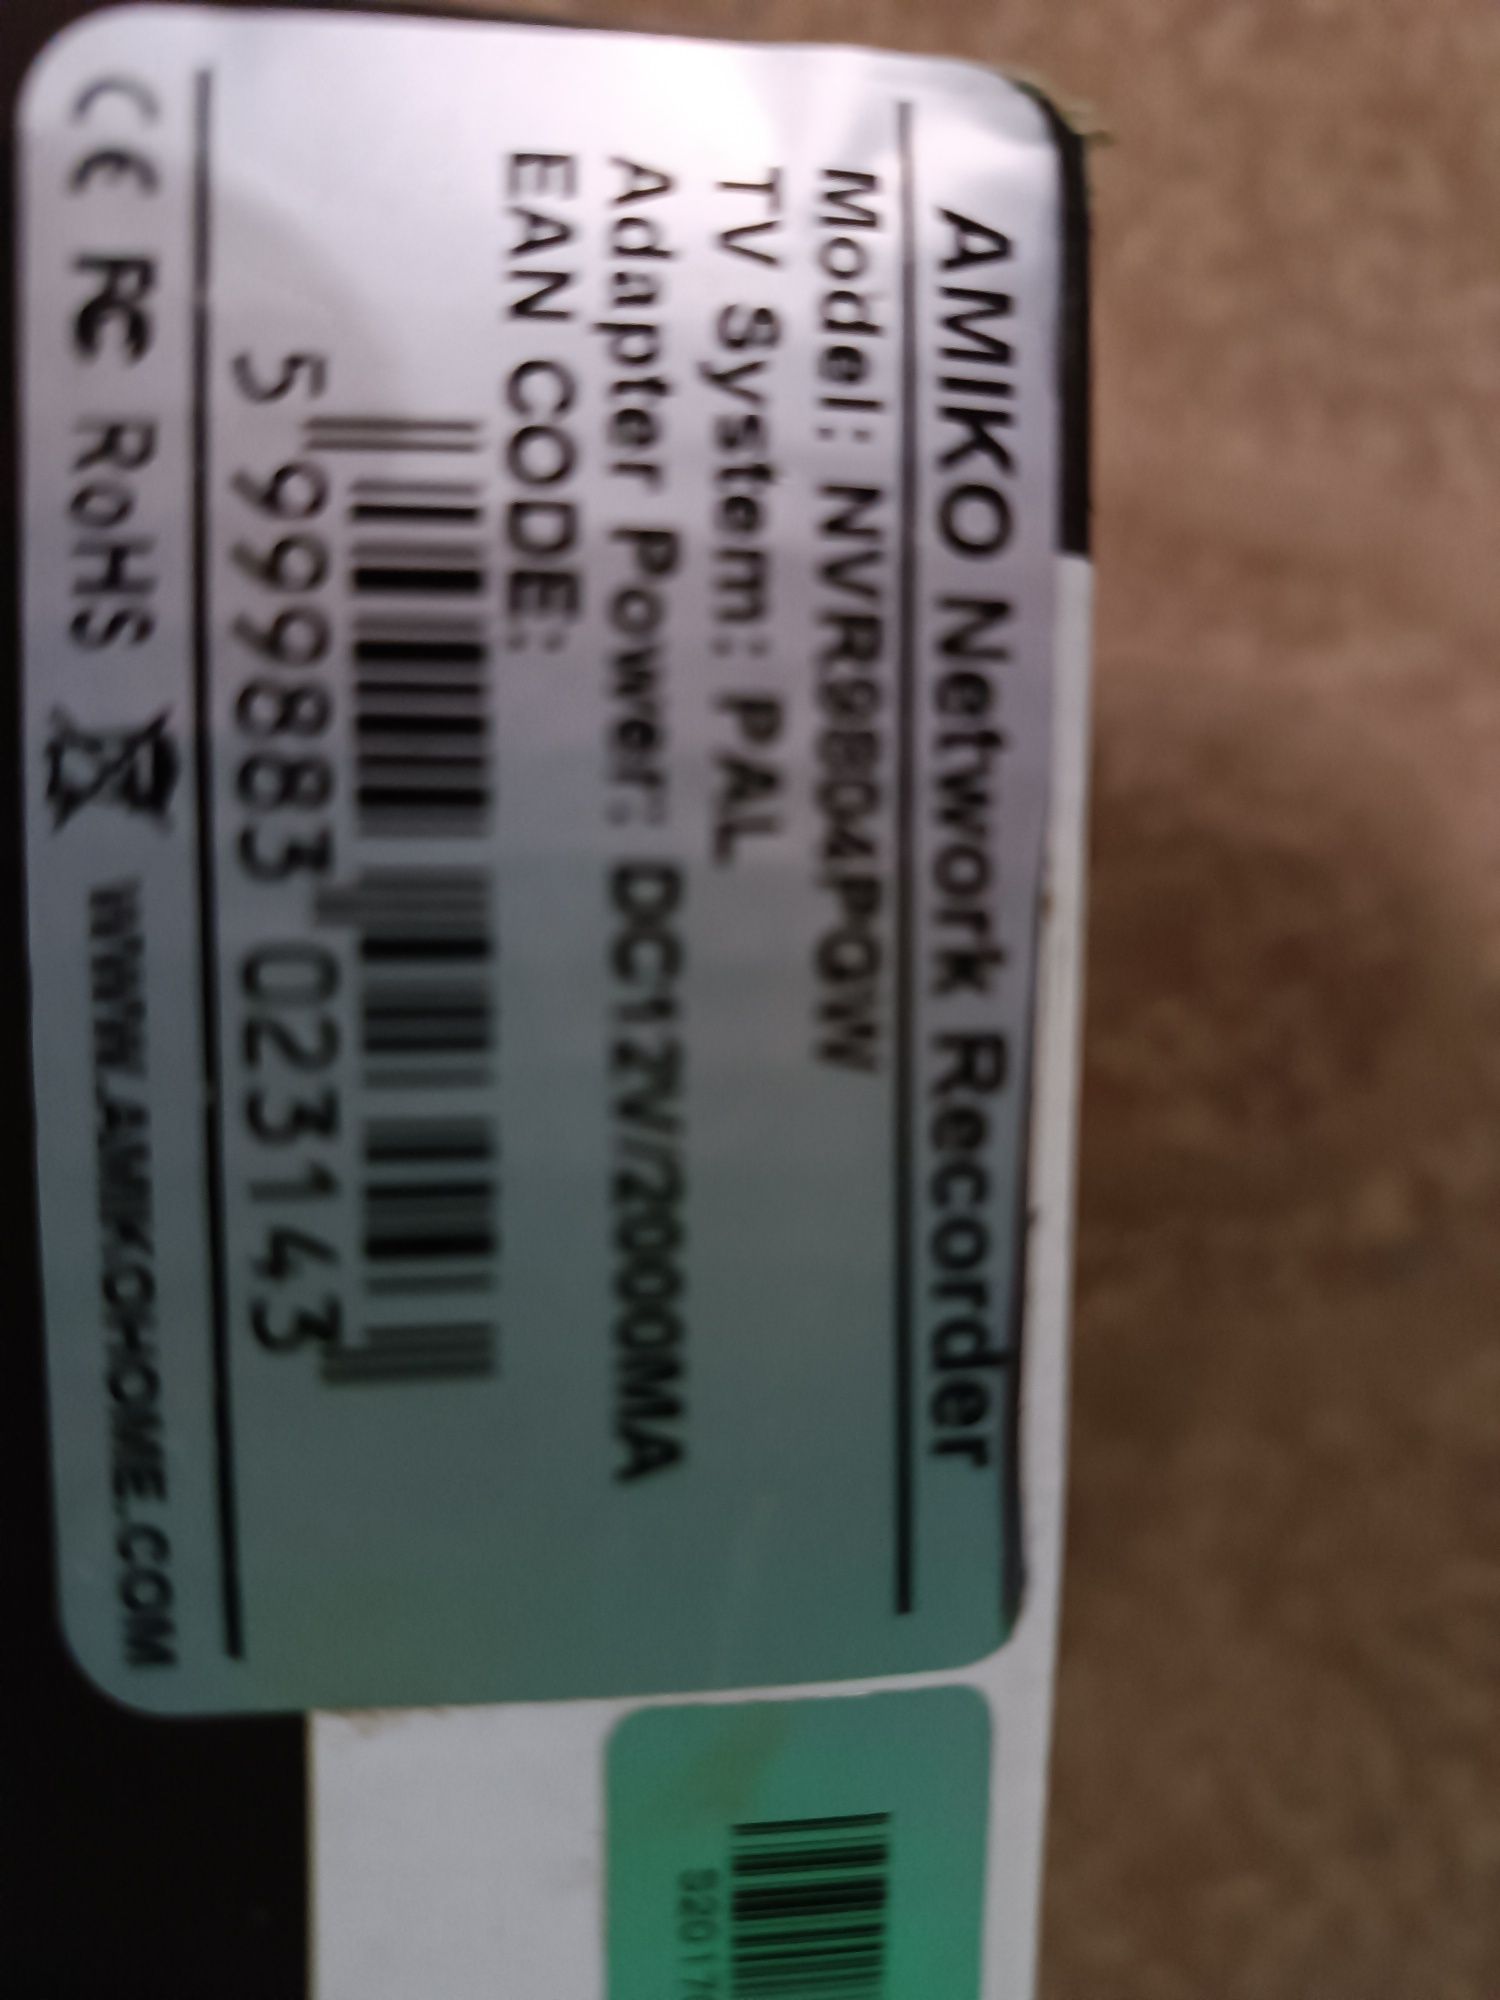 AMIKO Network Recorder
Model: NVR9804PQW
TV System: PAL
Adapter Power: DC12V/2000MA
EAN CODE:
5 999883 023143
CE FC RoHS WWW.AMIKOHOME.COM